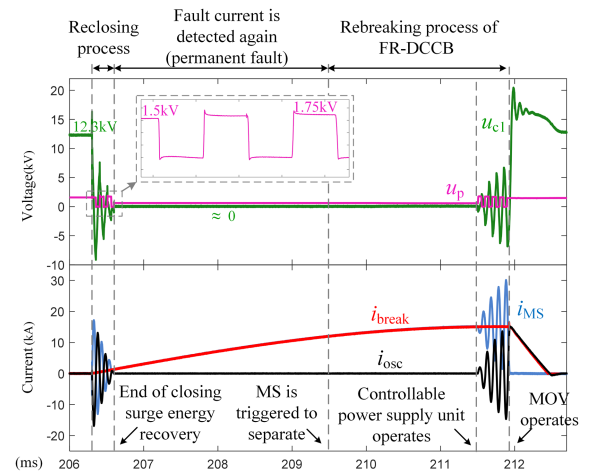 Reclosing process
Fault current is detected again (permanent fault)
Rebreaking process of FR-DCCB
Voltage(kV)
20
15
10
5
0
-5
-10
12.3kV
1.5kV
1.75kV
u_c1
u_p
≈ 0
Current(kA)
30
20
10
0
-10
-20
i_break
i_MS
i_osc
End of closing surge energy recovery
MS is triggered to separate
Controllable power supply unit operates
MOV operates
(ms)
206
207
208
209
210
211
212